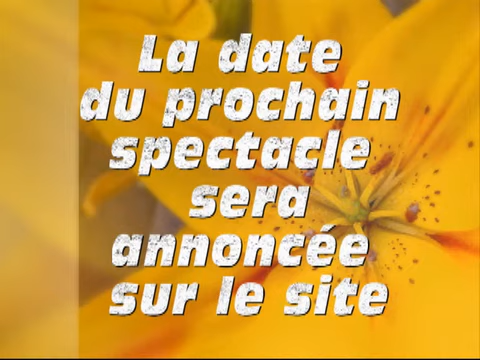 La date
du prochain
spectacle
sera
annoncée
sur le site